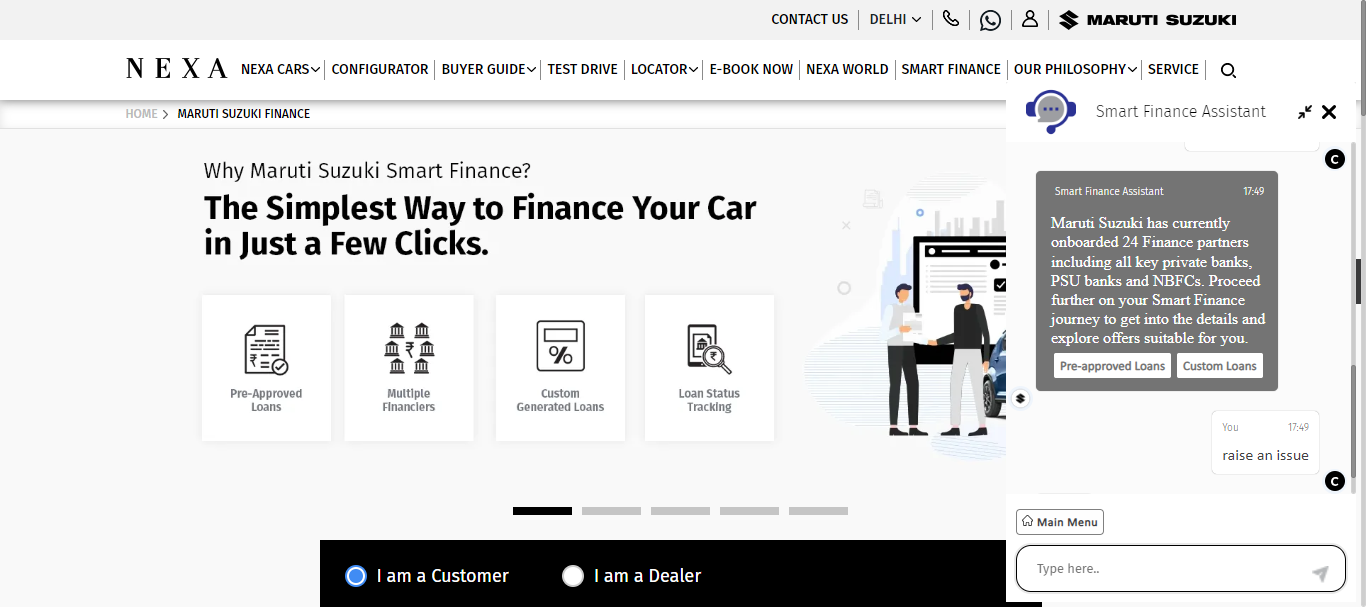 CONTACT US
DELHI
MARUTI SUZUKI
NEXA
NEXA CARS
CONFIGURATOR
BUYER GUIDE
TEST DRIVE
LOCATOR
E-BOOK NOW
NEXA WORLD
SMART FINANCE
OUR PHILOSOPHY
SERVICE
HOME
MARUTI SUZUKI FINANCE
Why Maruti Suzuki Smart Finance?
The Simplest Way to Finance Your Car
in Just a Few Clicks.
Pre-Approved
Loans
Multiple
Financiers
Custom
Generated Loans
Loan Status
Tracking
I am a Customer
I am a Dealer
Smart Finance Assistant
C
Smart Finance Assistant 17:49
Maruti Suzuki has currently
onboarded 24 Finance partners
including all key private banks,
PSU banks and NBFCs. Proceed
further on your Smart Finance
journey to get into the details and
explore offers suitable for you.
Pre-approved Loans
Custom Loans
You 17:49
raise an issue
C
Main Menu
Type here..